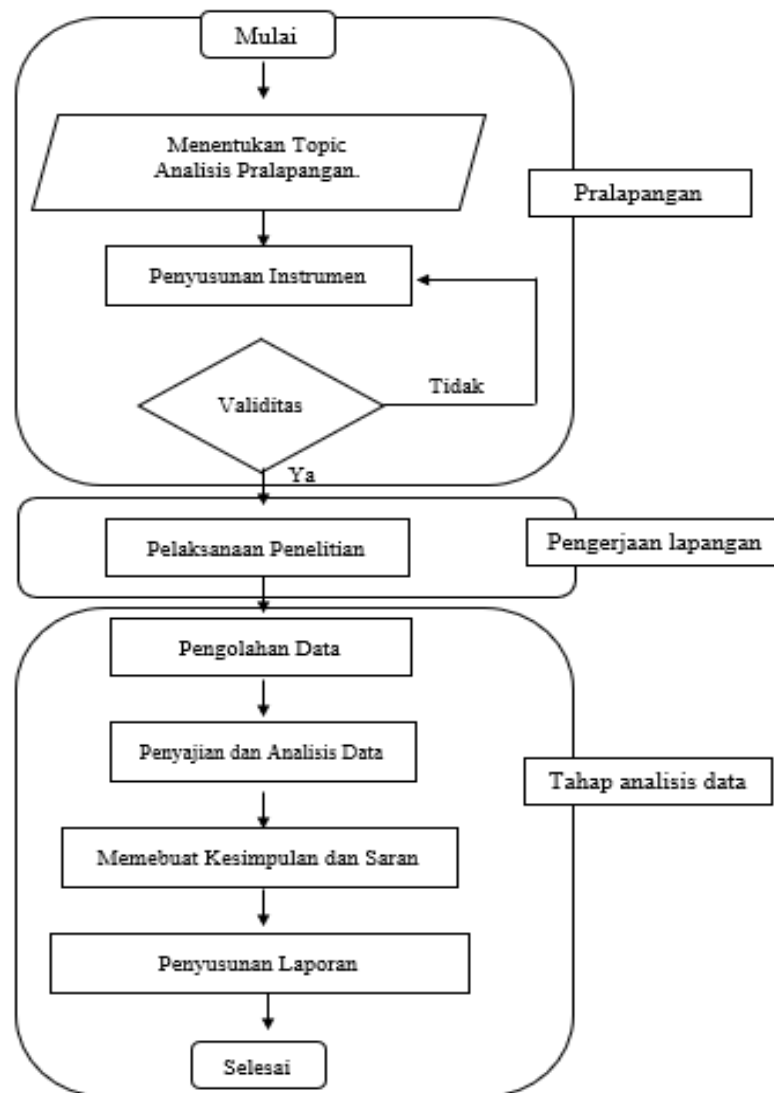 Mulai
Menentukan Topic
Analisis Pralapangan.
Pralapangan
Penyusunan Instrumen
Tidak
Validitas
Ya
Pelaksanaan Penelitian
Pengerjaan lapangan
Pengolahan Data
Penyajian dan Analisis Data
Tahap analisis data
Memebuat Kesimpulan dan Saran
Penyusunan Laporan
Selesai